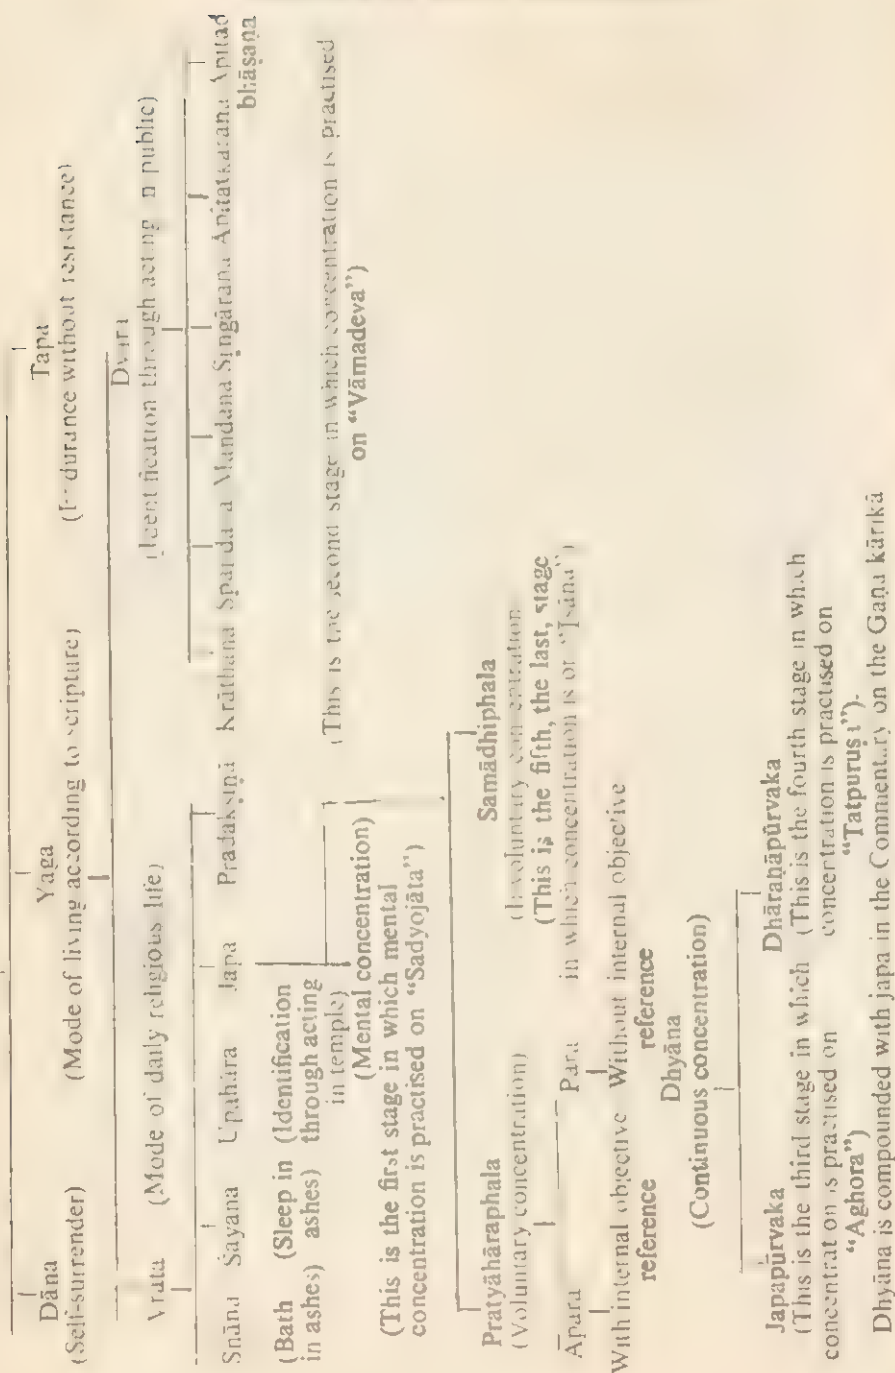 Dāna Yaga Tapa
(Self-surrender) (Mode of living according to scripture) (Endurance without resistance)
Vrata (Mode of daily religious life) Dvāra
(Identification through acting in public)
Snāna Śayana Upahāra Japa Pradakṣiṇā Krāthana Spandana Mandana Sṛngāraṇa Apitatkaraṇa Apitad
bhāṣaṇa
(Bath (Sleep in (Identification
in ashes) ashes) through acting
in temple)
(This is the second stage in which concentration is practised
on “Vāmadeva”)
(Mental concentration)
(This is the first stage in which mental
concentration is practised on “Sadyojāta”)
Pratyāhāraphala Samādhiphala
(Voluntary concentration) (Involuntary concentration
(This is the fifth, the last, stage
Āpara Para in which concentration is on “Īśāna”)
With internal objective Without internal objective
reference reference
Dhyāna
(Continuous concentration)
Japapūrvaka Dhāraṇāpūrvaka
(This is the third stage in which (This is the fourth stage in which
concentration is practised on concentration is practised on
“Aghora”) “Tatpuruṣa”).
Dhyāna is compounded with japa in the Commentary on the Gaṇa kārikā